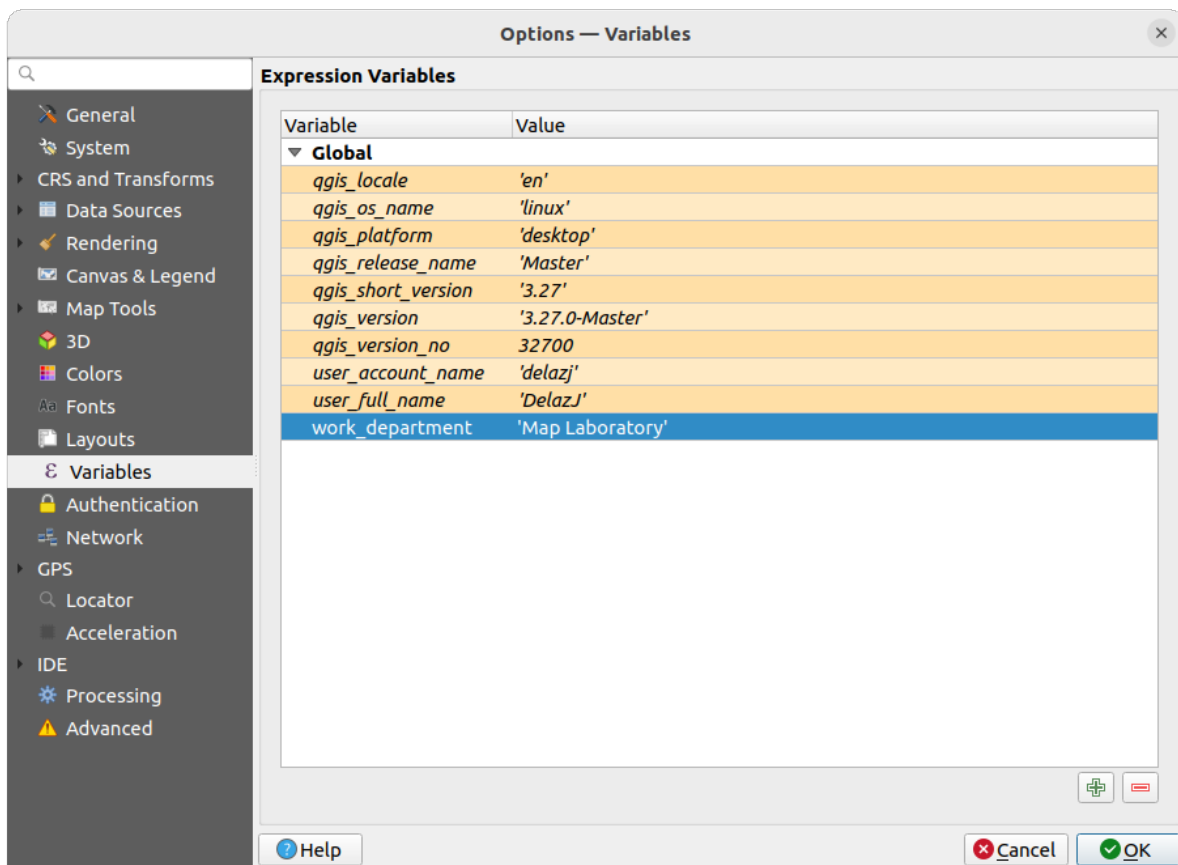 Options — Variables
Expression Variables
General
System
CRS and Transforms
Data Sources
Rendering
Canvas & Legend
Map Tools
3D
Colors
Fonts
Layouts
Variables
Authentication
Network
GPS
Locator
Acceleration
IDE
Processing
Advanced
Variable Value
Global
qgis_locale 'en'
qgis_os_name 'linux'
qgis_platform 'desktop'
qgis_release_name 'Master'
qgis_short_version '3.27'
qgis_version '3.27.0-Master'
qgis_version_no 32700
user_account_name 'delazj'
user_full_name 'DelazJ'
work_department 'Map Laboratory'
Help Cancel OK